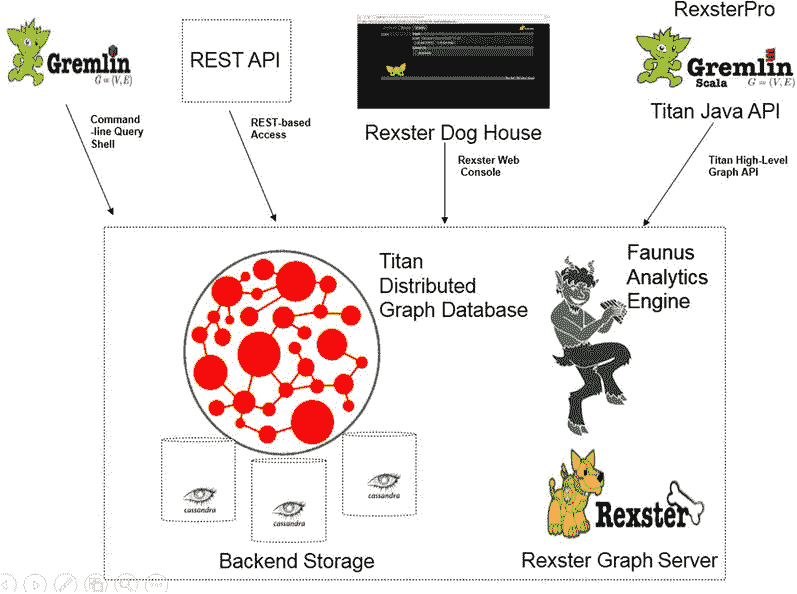 RexsterPro
Gremlin
G = (V, E)
REST API
Gremlin
Scala
G = (V, E)
Rexster Dog House
Titan Java API
Command
-line Query
Shell
REST-based
Access
Rexster Web
Console
Titan High-Level
Graph API
Titan
Distributed
Graph Database
Faunus
Analytics
Engine
cassandra
cassandra
cassandra
Rexster
Backend Storage
Rexster Graph Server